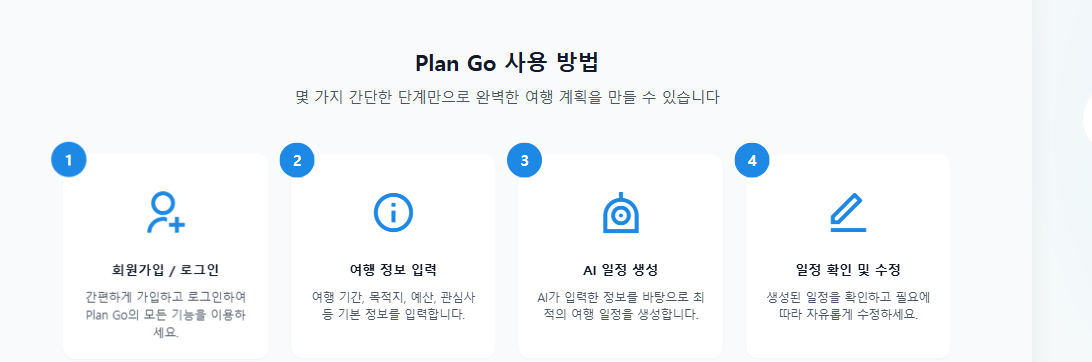 Plan Go 사용 방법
몇 가지 간단한 단계만으로 완벽한 여행 계획을 만들 수 있습니다
1
회원가입 / 로그인
간편하게 가입하고 로그인하여
Plan Go의 모든 기능을 이용하
세요.
2
여행 정보 입력
여행 기간, 목적지, 예산, 관심사
등 기본 정보를 입력합니다.
3
AI 일정 생성
AI가 입력한 정보를 바탕으로 최
적의 여행 일정을 생성합니다.
4
일정 확인 및 수정
생성된 일정을 확인하고 필요에
따라 자유롭게 수정하세요.